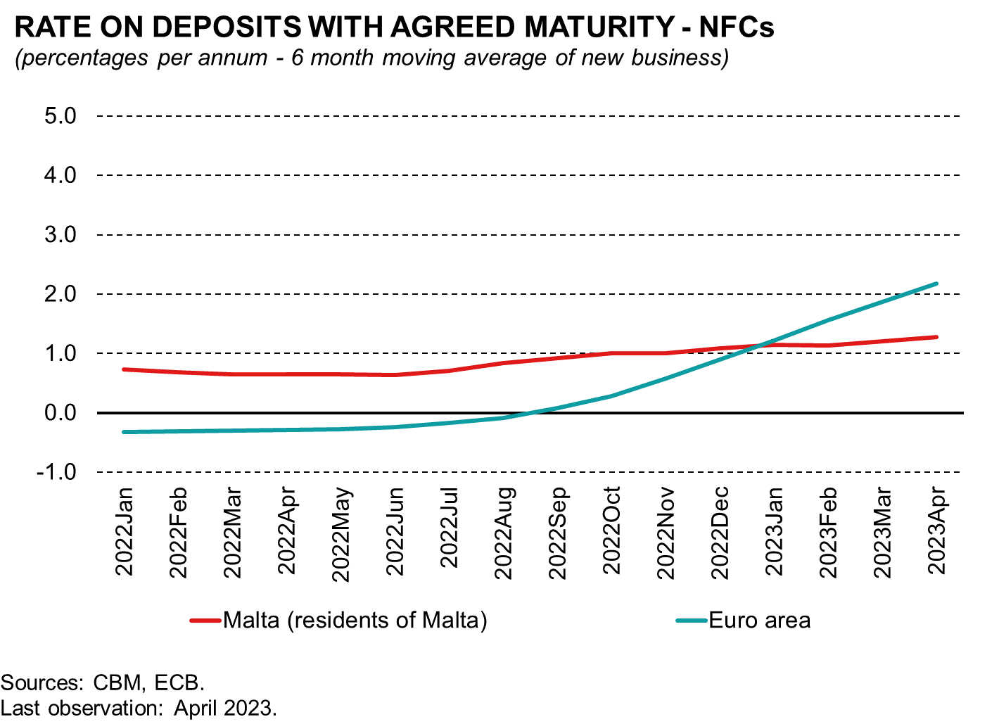 RATE ON DEPOSITS WITH AGREED MATURITY - NFCs
(percentages per annum - 6 month moving average of new business)
5.0
4.0
3.0
2.0
1.0
0.0
-1.0
2022Jan
2022Feb
2022Mar
2022Apr
2022May
2022Jun
2022Jul
2022Aug
2022Sep
2022Oct
2022Nov
2022Dec
2023Jan
2023Feb
2023Mar
2023Apr
Malta (residents of Malta)
Euro area
Sources: CBM, ECB.
Last observation: April 2023.